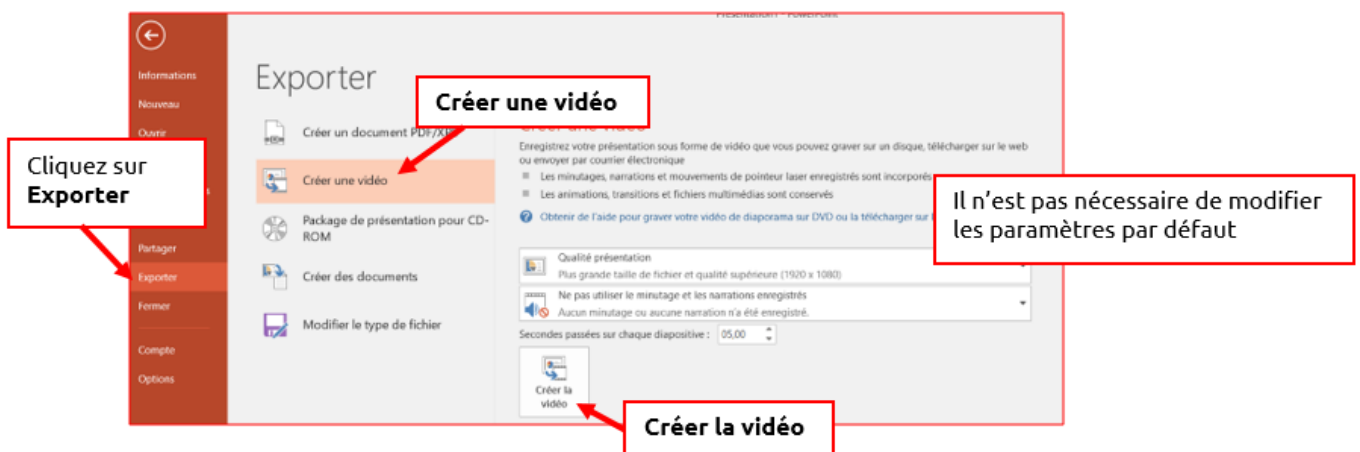 Présentation1 - PowerPoint
Informations
Nouveau
Ouvrir
Partager
Exporter
Fermer
Compte
Options
Cliquez sur
Exporter
Exporter
Créer un document PDF/X
Créer une vidéo
Package de présentation pour CD-
ROM
Créer des documents
Modifier le type de fichier
Créer une vidéo
Créer une vidéo
Enregistrez votre présentation sous forme de vidéo que vous pouvez graver sur un disque, télécharger sur le web
ou envoyer par courrier électronique
Les minutages, narrations et mouvements de pointeur laser enregistrés sont incorporés
Les animations, transitions et fichiers multimédias sont conservés
Obtenir de l'aide pour graver votre vidéo de diaporama sur DVD ou la télécharger sur
Il n’est pas nécessaire de modifier
les paramètres par défaut
Qualité présentation
Plus grande taille de fichier et qualité supérieure (1920 x 1080)
Ne pas utiliser le minutage et les narrations enregistrés
Aucun minutage ou aucune narration n'a été enregistré.
Secondes passées sur chaque diapositive : 05,00
Créer la
vidéo
Créer la vidéo